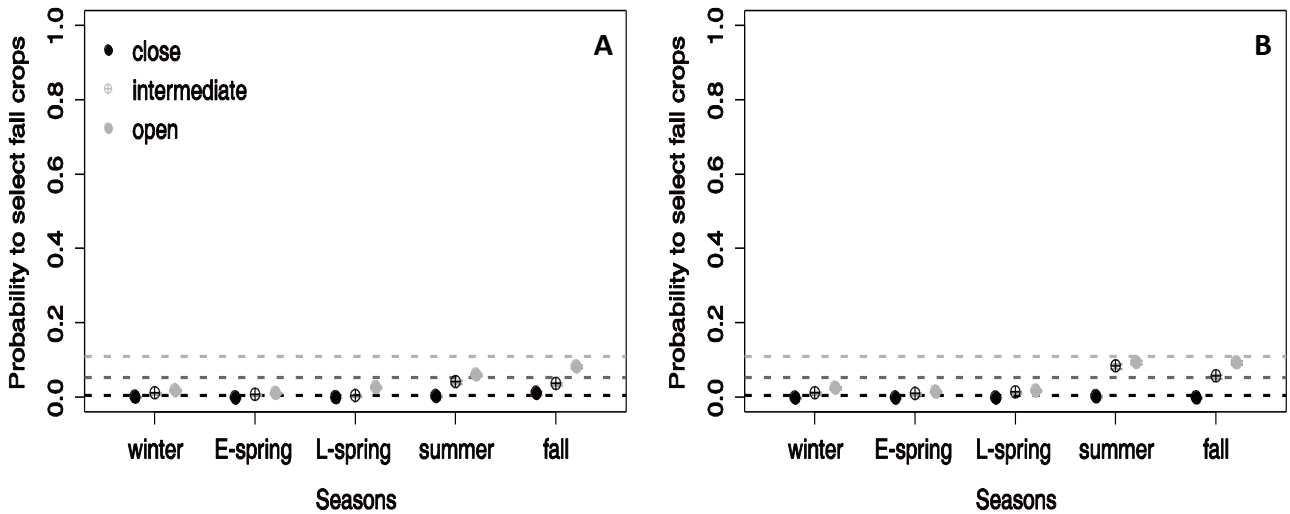 Probability to select fall crops
1.0
0.8
0.6
0.4
0.2
0.0
close
intermediate
open
A
winter E-spring L-spring summer fall
Seasons
Probability to select fall crops
1.0
0.8
0.6
0.4
0.2
0.0
B
winter E-spring L-spring summer fall
Seasons